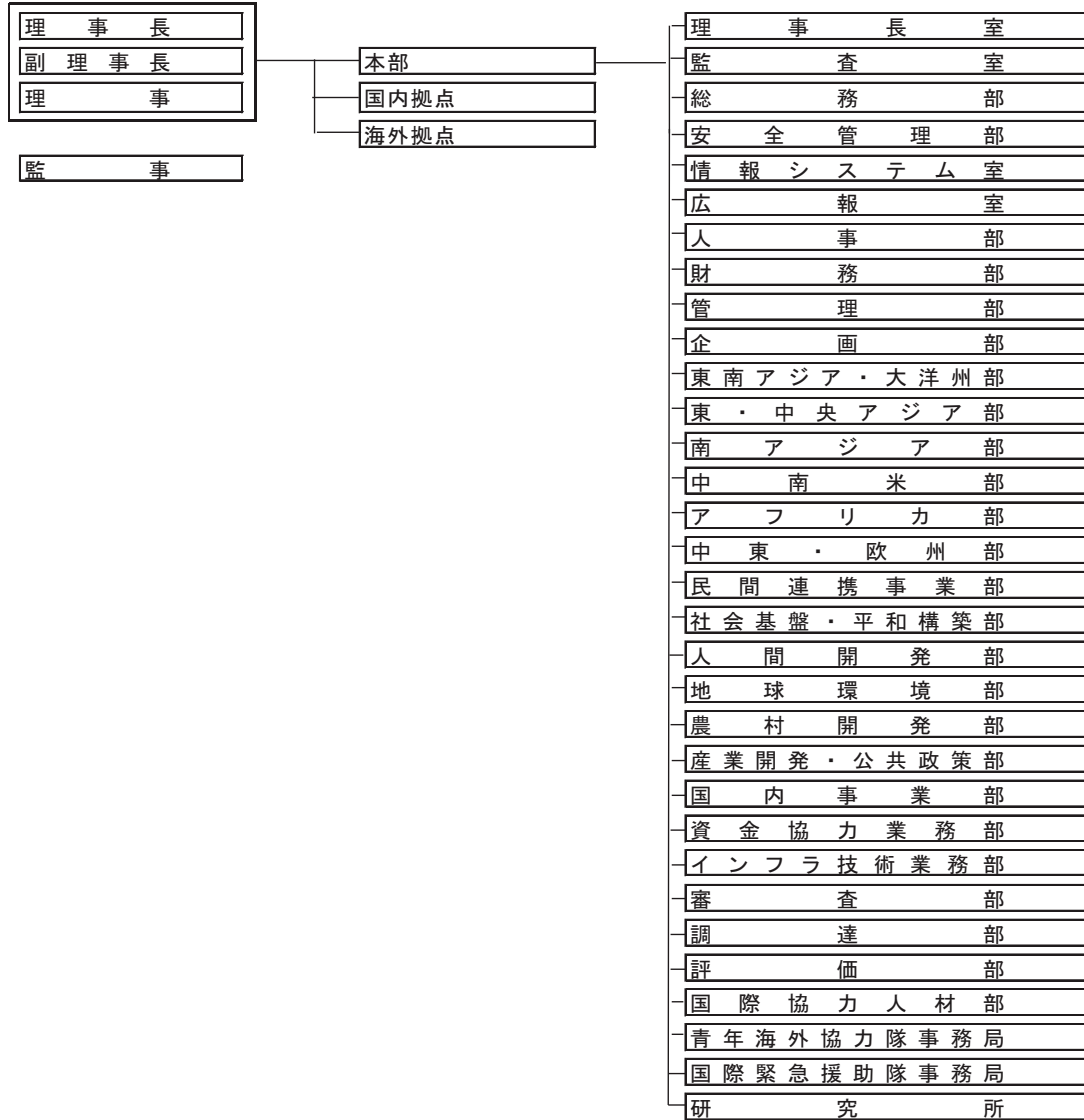 理事長
副理事長
理事
監事
本部
国内拠点
海外拠点
理事長室
監査室
総務部
安全管理部
情報システム室
広報室
人事部
財務部
管理部
企画部
東南アジア・大洋州部
東・中央アジア部
南アジア部
中南米部
アフリカ部
中東・欧州部
民間連携事業部
社会基盤・平和構築部
人間開発部
地球環境部
農村開発部
産業開発・公共政策部
国内事業部
資金協力業務部
インフラ技術業務部
審査部
調達部
評価部
国際協力人材部
青年海外協力隊事務局
国際緊急援助隊事務局
研究所